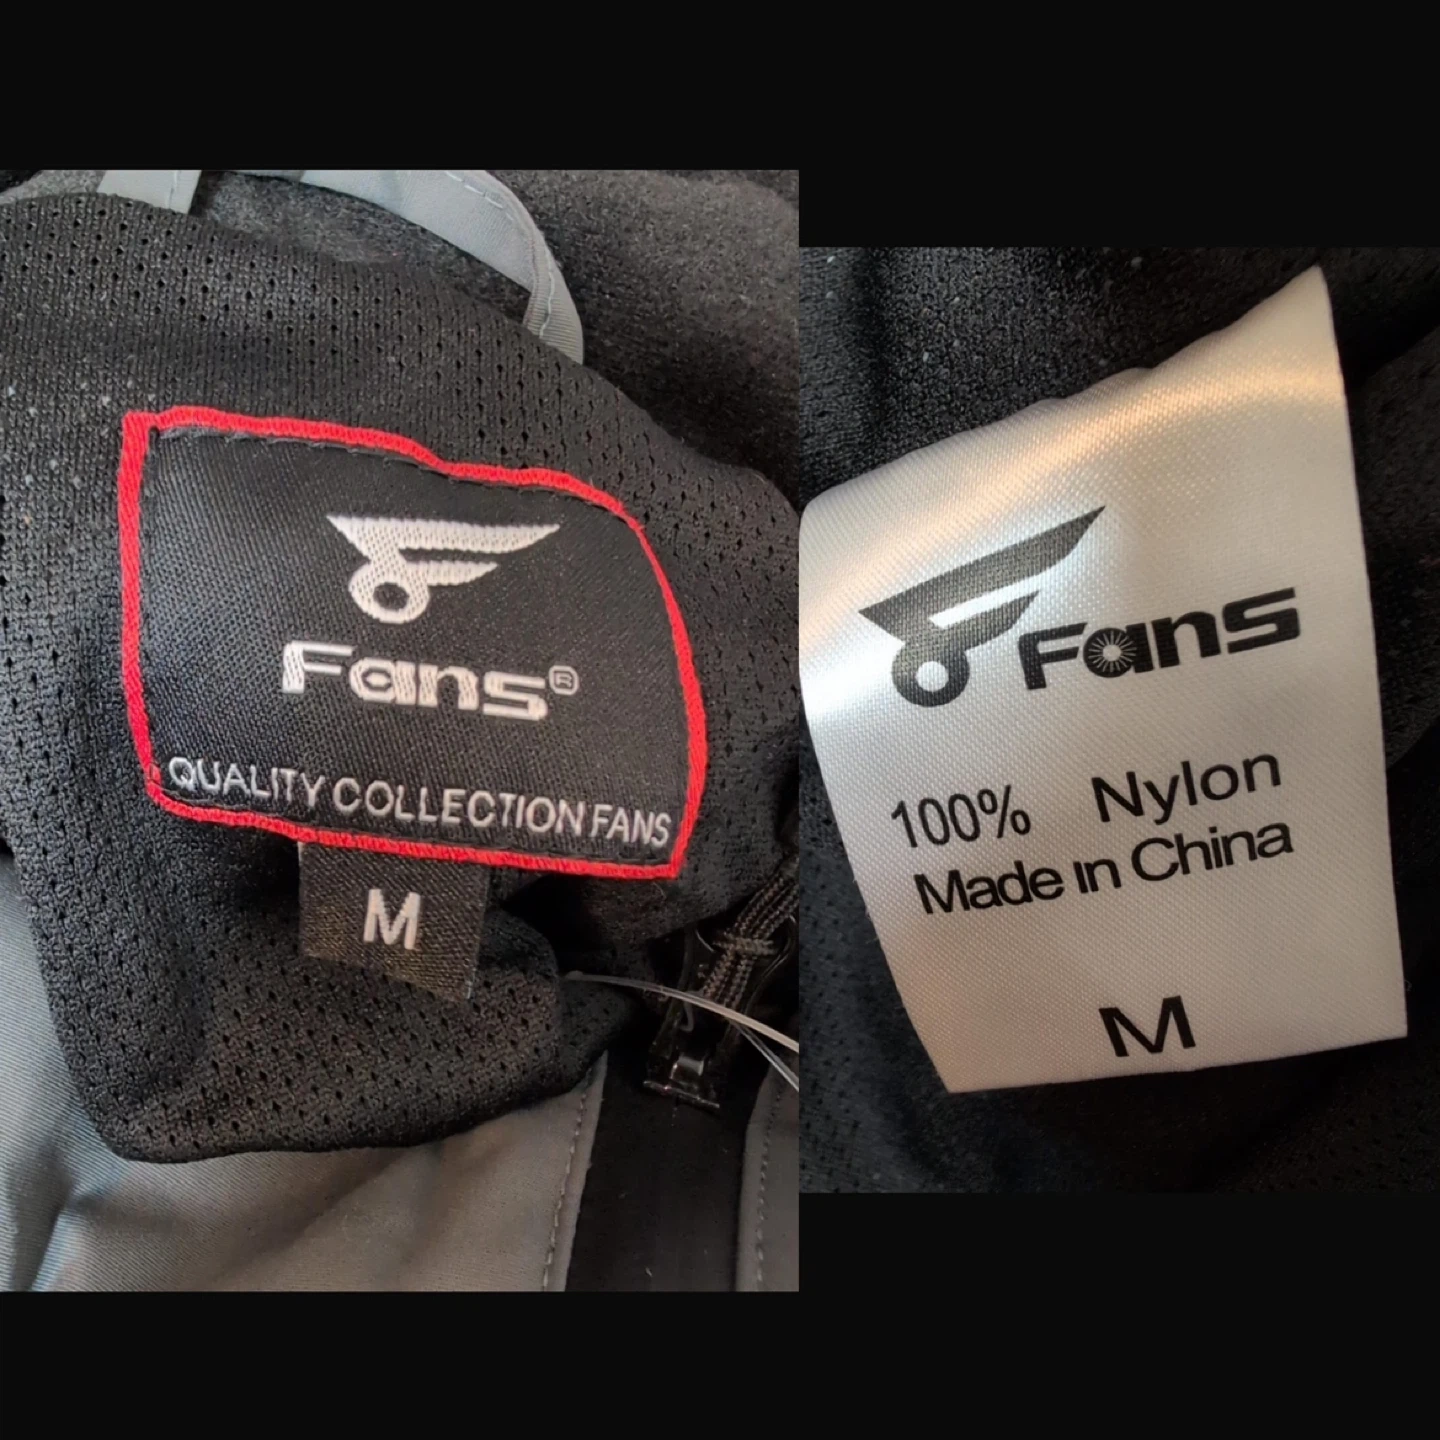 Fans®
QUALITY COLLECTION FANS
M
Fans
100% Nylon
Made in China
M